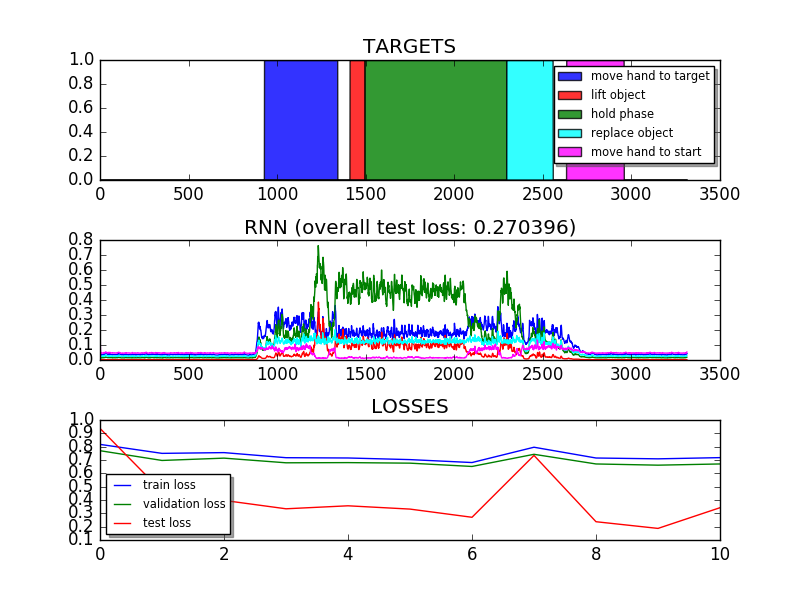 TARGETS
1.0
0.8
0.6
0.4
0.2
0.0
move hand to target
lift object
hold phase
replace object
move hand to start
0 500 1000 1500 2000 2500 3000 3500
RNN (overall test loss: 0.270396)
0.8
0.7
0.6
0.5
0.4
0.3
0.2
0.1
0.0
0 500 1000 1500 2000 2500 3000 3500
LOSSES
1.0
0.9
0.8
0.7
0.6
0.5
0.4
0.3
0.2
0.1
train loss
validation loss
test loss
0 2 4 6 8 10